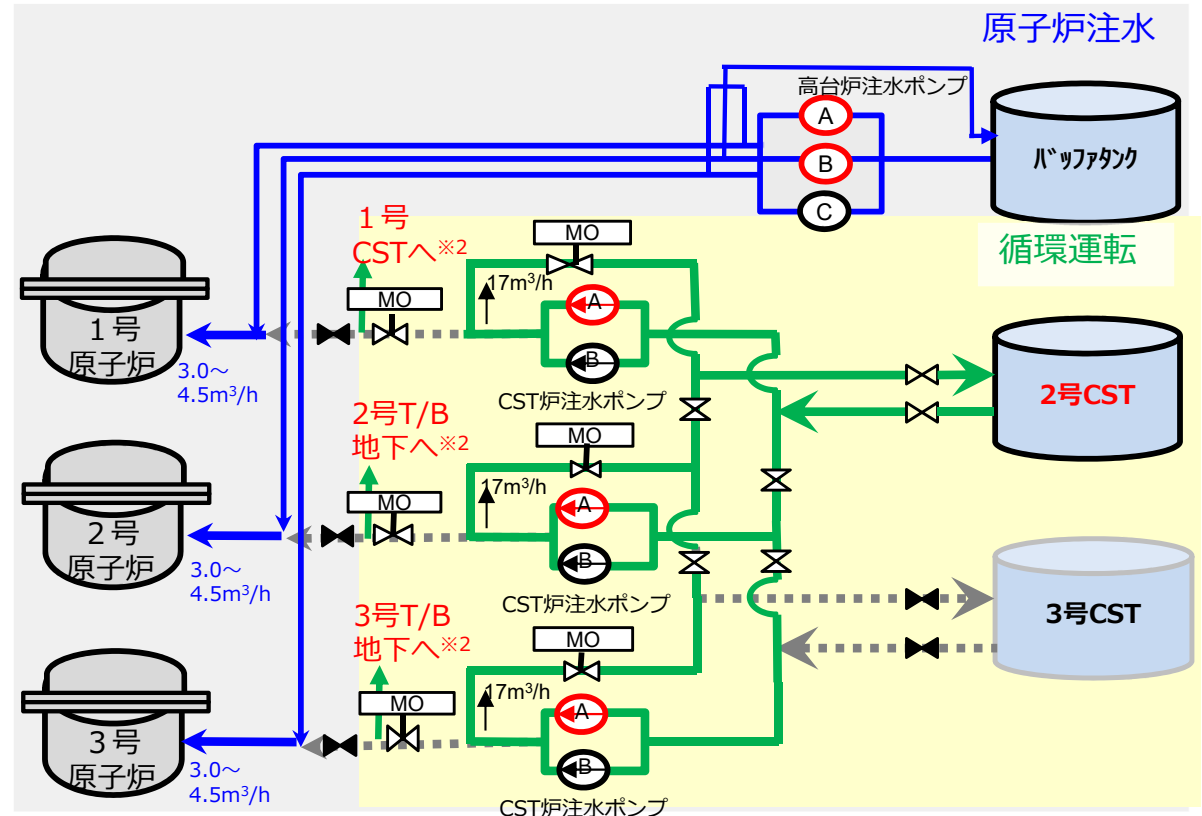 原子炉注水
高台炉注水ポンプ
A
B
C
ﾊﾞｯﾌｧﾀﾝｸ
循環運転
1号
CSTへ※2
MO
MO
17m³/h
A
B
CST炉注水ポンプ
1号
原子炉
3.0～
4.5m³/h
2号CST
2号T/B
地下へ※2
MO
MO
17m³/h
A
B
CST炉注水ポンプ
2号
原子炉
3.0～
4.5m³/h
3号CST
3号T/B
地下へ※2
MO
MO
17m³/h
A
B
CST炉注水ポンプ
3号
原子炉
3.0～
4.5m³/h